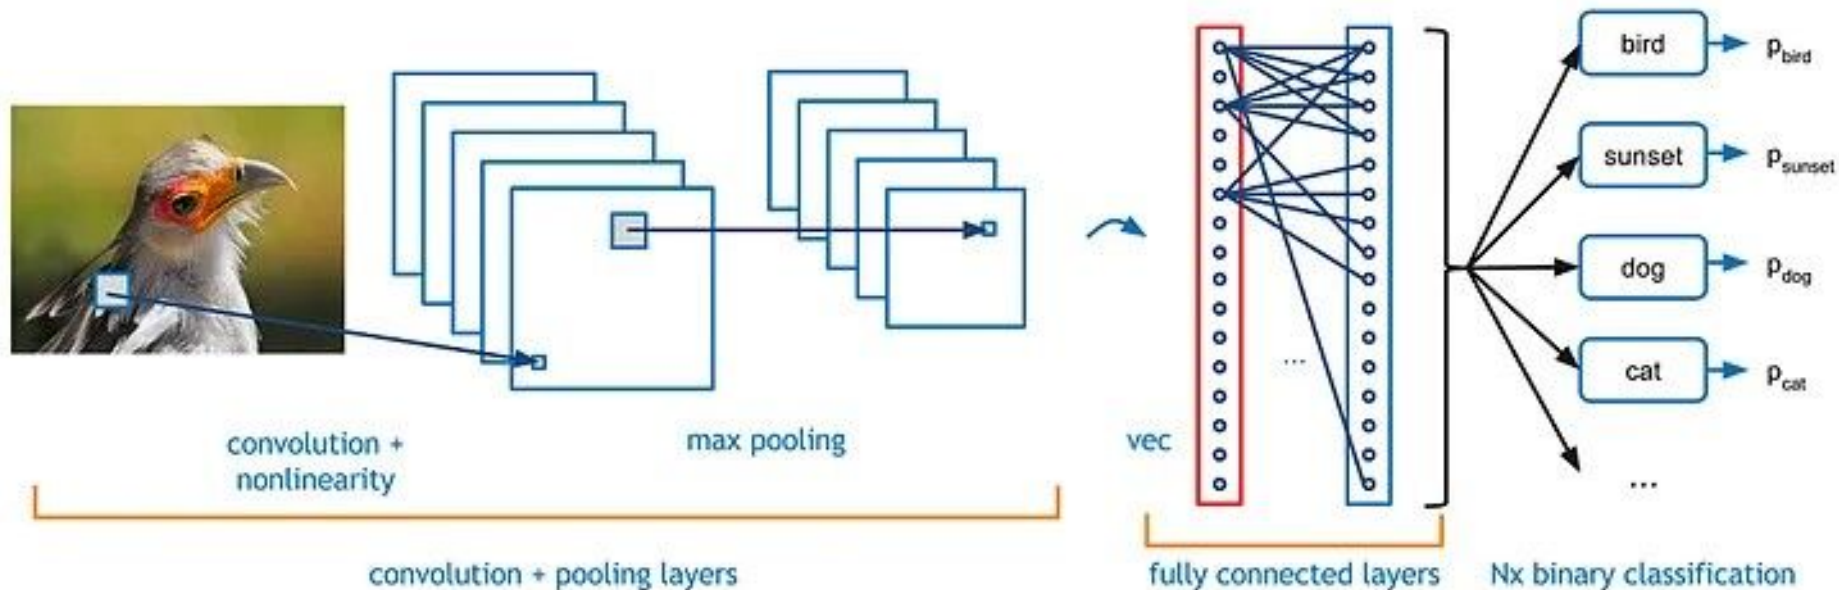 bird
p_bird
sunset
p_sunset
dog
p_dog
cat
p_cat
...
...
convolution +
nonlinearity
max pooling
vec
convolution + pooling layers
fully connected layers
Nx binary classification